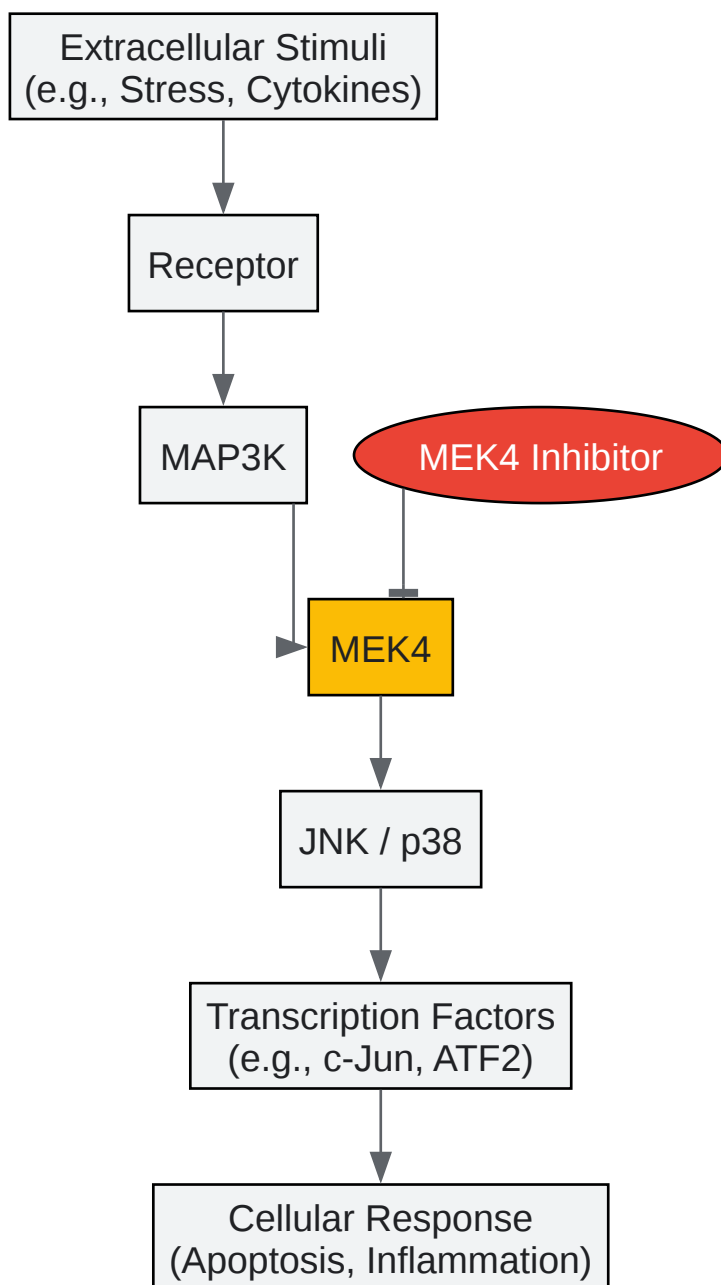 Extracellular Stimuli
(e.g., Stress, Cytokines)
Receptor
MAP3K
MEK4 Inhibitor
MEK4
JNK / p38
Transcription Factors
(e.g., c-Jun, ATF2)
Cellular Response
(Apoptosis, Inflammation)